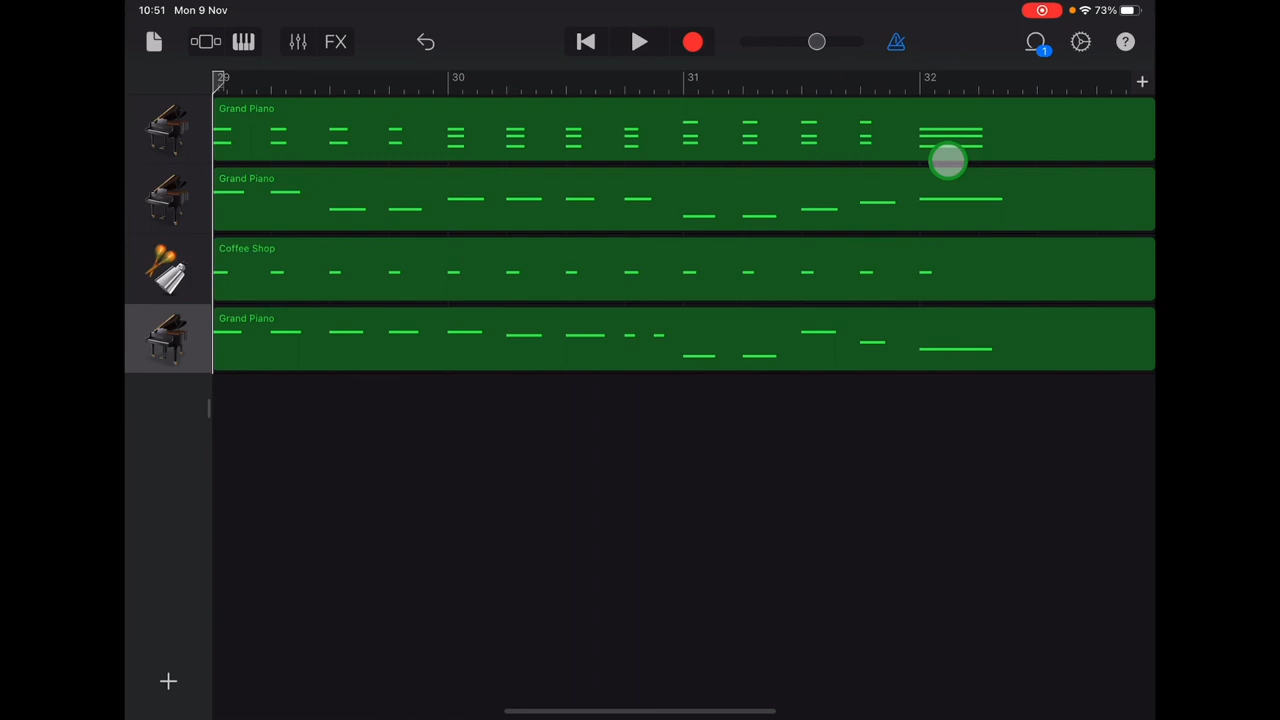 10:51 Mon 9 Nov
73%
FX
1
?
29 30 31 32
Grand Piano
Grand Piano
Coffee Shop
Grand Piano